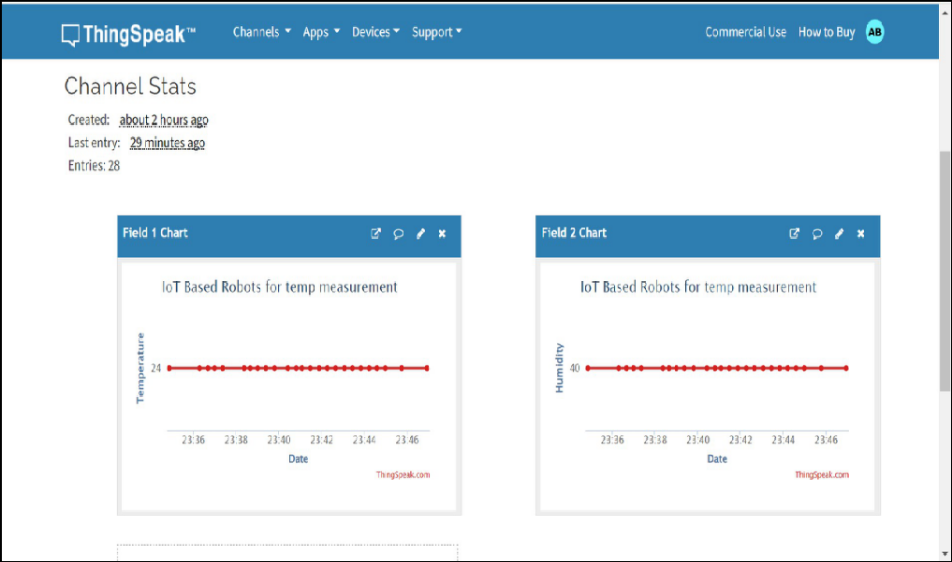 ThingSpeak™ Channels Apps Devices Support Commercial Use How to Buy AB
Channel Stats
Created: about 2 hours ago
Last entry: 29 minutes ago
Entries: 28
Field 1 Chart
IoT Based Robots for temp measurement
Temperature
24
23:36 23:38 23:40 23:42 23:44 23:46
Date
ThingSpeak.com
Field 2 Chart
IoT Based Robots for temp measurement
Humidity
40
23:36 23:38 23:40 23:42 23:44 23:46
Date
ThingSpeak.com